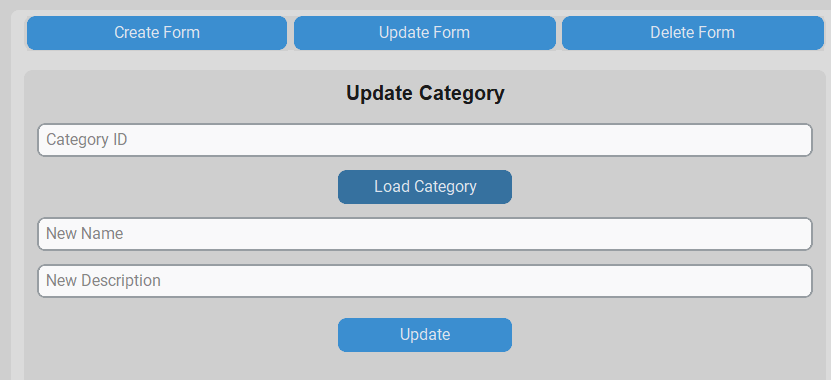 Create Form Update Form Delete Form
Update Category
Category ID
Load Category
New Name
New Description
Update